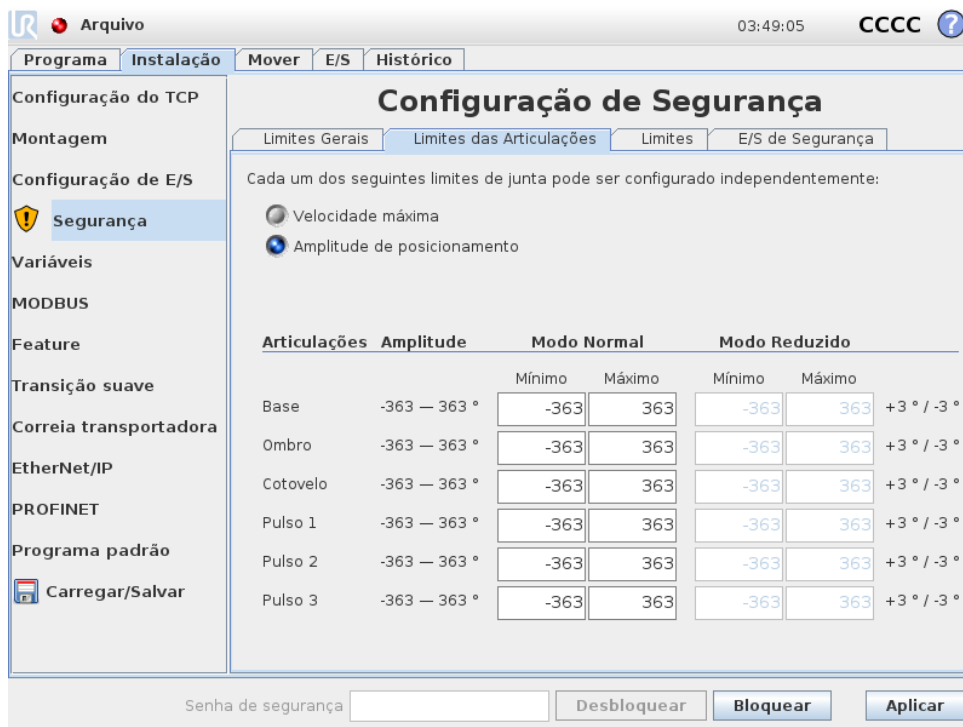 UR Arquivo 03:49:05 CCCC ?
Programa Instalação Mover E/S Histórico
Configuração do TCP
Montagem
Configuração de E/S
Segurança
Variáveis
MODBUS
Feature
Transição suave
Correia transportadora
EtherNet/IP
PROFINET
Programa padrão
Carregar/Salvar
Configuração de Segurança
Limites Gerais Limites das Articulações Limites E/S de Segurança
Cada um dos seguintes limites de junta pode ser configurado independentemente:
Velocidade máxima
Amplitude de posicionamento
Articulações Amplitude Modo Normal Modo Reduzido
Mínimo Máximo Mínimo Máximo
Base -363 — 363 ° -363 363 -363 363 +3 ° / -3 °
Ombro -363 — 363 ° -363 363 -363 363 +3 ° / -3 °
Cotovelo -363 — 363 ° -363 363 -363 363 +3 ° / -3 °
Pulso 1 -363 — 363 ° -363 363 -363 363 +3 ° / -3 °
Pulso 2 -363 — 363 ° -363 363 -363 363 +3 ° / -3 °
Pulso 3 -363 — 363 ° -363 363 -363 363 +3 ° / -3 °
Senha de segurança Desbloquear Bloquear Aplicar